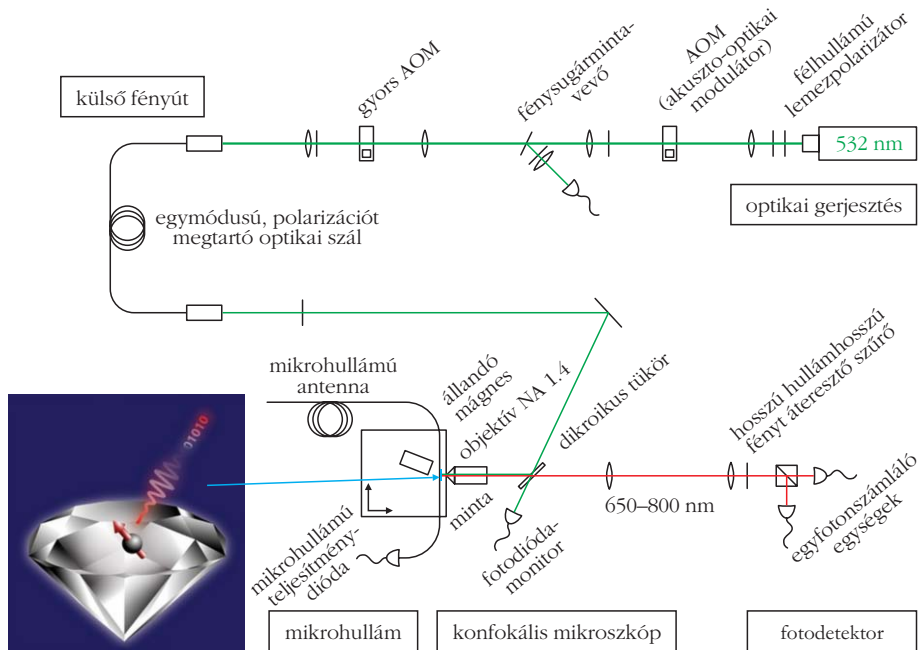 külső fényút
gyors AOM
fénysugárminta-
vevő
AOM
(akuszto-optikai
modulátor)
félhullámú
lemezpolarizátor
532 nm
optikai gerjesztés
egymódusú, polarizációt
megtartó optikai szál
mikrohullámú
antenna
állandó
mágnes
objektív NA 1.4
dikroikus tükör
hosszú hullámhosszú
fényt áteresztő szűrő
minta
650–800 nm
mikrohullámú
teljesítmény-
dióda
fotodióda-
monitor
egyfotonszámláló
egységek
mikrohullám
konfokális mikroszkóp
fotodetektor
01010